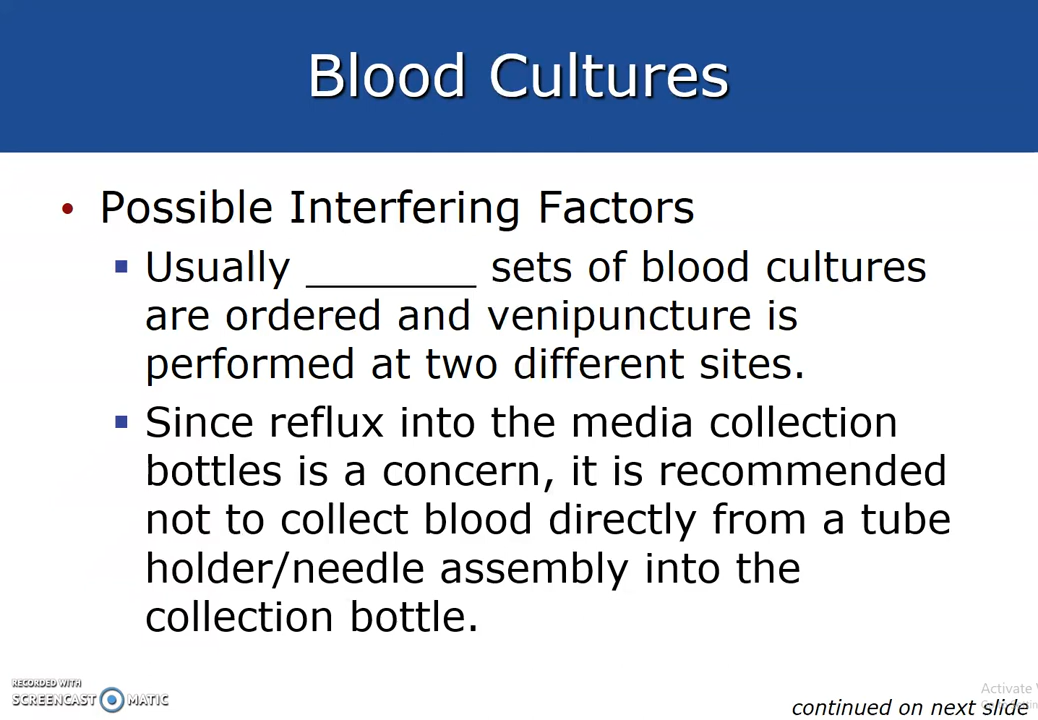 Blood Cultures
• Possible Interfering Factors
▪ Usually _______ sets of blood cultures
are ordered and venipuncture is
performed at two different sites.
▪ Since reflux into the media collection
bottles is a concern, it is recommended
not to collect blood directly from a tube
holder/needle assembly into the
collection bottle.
RECORDED WITH
SCREENCAST MATIC
Activate
continued on next slide